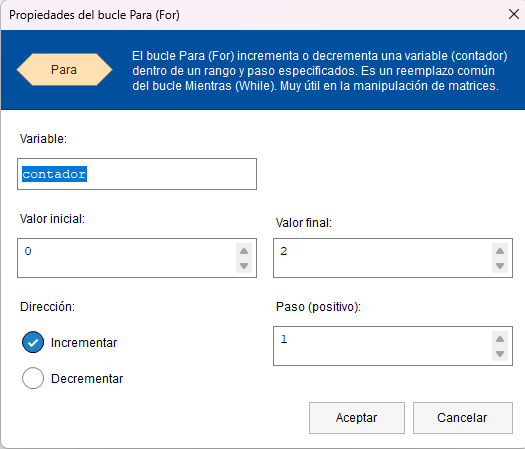 Propiedades del bucle Para (For)
Para
El bucle Para (For) incrementa o decrementa una variable (contador)
dentro de un rango y paso especificados. Es un reemplazo común
del bucle Mientras (While). Muy útil en la manipulación de matrices.
Variable:
contador
Valor inicial:
0
Valor final:
2
Dirección:
Incrementar
Decrementar
Paso (positivo):
1
Aceptar
Cancelar